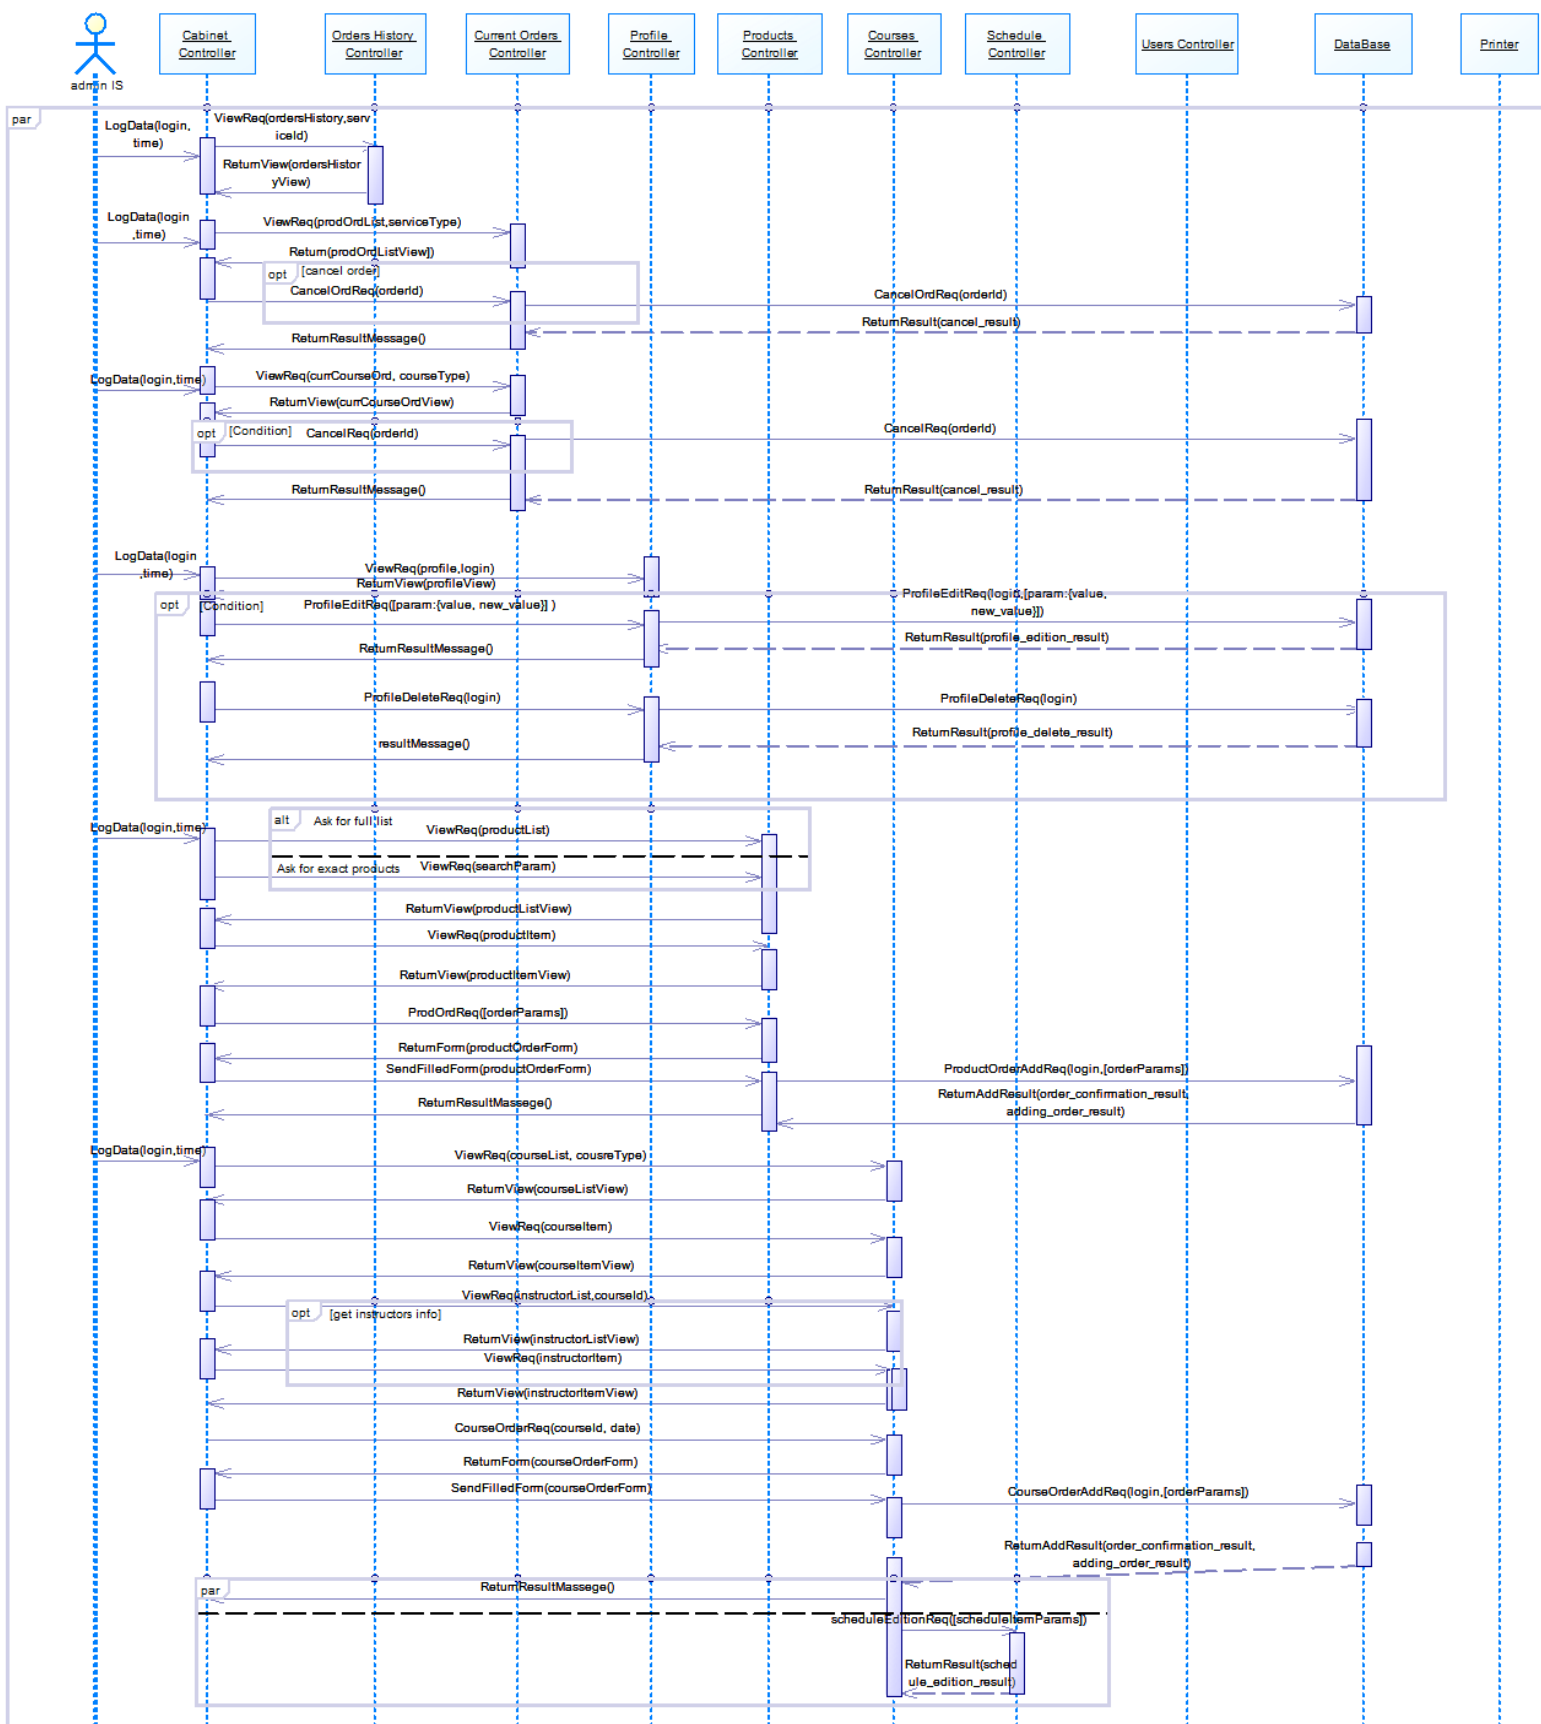 Cabinet
Controller
Orders History
Controller
Current Orders
Controller
Profile
Controller
Products
Controller
Courses
Controller
Schedule
Controller
Users Controller
DataBase
Printer
admin IS
par
LogData(login,
time)
ViewReq(ordersHistory,serv
iceId)
ReturnView(ordersHistor
yView)
LogData(login
,time)
ViewReq(prodOrdList,serviceType)
Return(prodOrdListView])
opt
[cancel order]
CancelOrdReq(orderId)
CancelOrdReq(orderId)
ReturnResult(cancel_result)
ReturnResultMessage()
LogData(login,time)
ViewReq(currCourseOrd, courseType)
ReturnView(currCourseOrdView)
opt
[Condition]
CancelReq(orderId)
CancelReq(orderId)
ReturnResultMessage()
ReturnResult(cancel_result)
LogData(login
,time)
ViewReq(profile,login)
ReturnView(profileView)
opt
[Condition]
ProfileEditReq([param:{value, new_value}] )
ProfileEditReq(login,[param:{value,
new_value}])
ReturnResult(profile_edition_result)
ReturnResultMessage()
ProfileDeleteReq(login)
ProfileDeleteReq(login)
ReturnResult(profile_delete_result)
resultMessage()
alt
Ask for full list
LogData(login,time)
ViewReq(productList)
Ask for exact products
ViewReq(searchParam)
ReturnView(productListView)
ViewReq(productItem)
ReturnView(productItemView)
ProdOrdReq([orderParams])
ReturnForm(productOrderForm)
SendFilledForm(productOrderForm)
ProductOrderAddReq(login,[orderParams])
ReturnAddResult(order_confirmation_result,
adding_order_result)
ReturnResultMassege()
LogData(login,time)
ViewReq(courseList, cousreType)
ReturnView(courseListView)
ViewReq(courseItem)
ReturnView(courseItemView)
ViewReq(instructorList,courseId)
opt
[get instructors info]
ReturnView(instructorListView)
ViewReq(instructorItem)
ReturnView(instructorItemView)
CourseOrderReq(courseId, date)
ReturnForm(courseOrderForm)
SendFilledForm(courseOrderForm)
CourseOrderAddReq(login,[orderParams])
ReturnAddResult(order_confirmation_result,
adding_order_result)
par
ReturnResultMassege()
scheduleEditionReq([scheduleItemParams])
ReturnResult(sched
ule_edition_result)